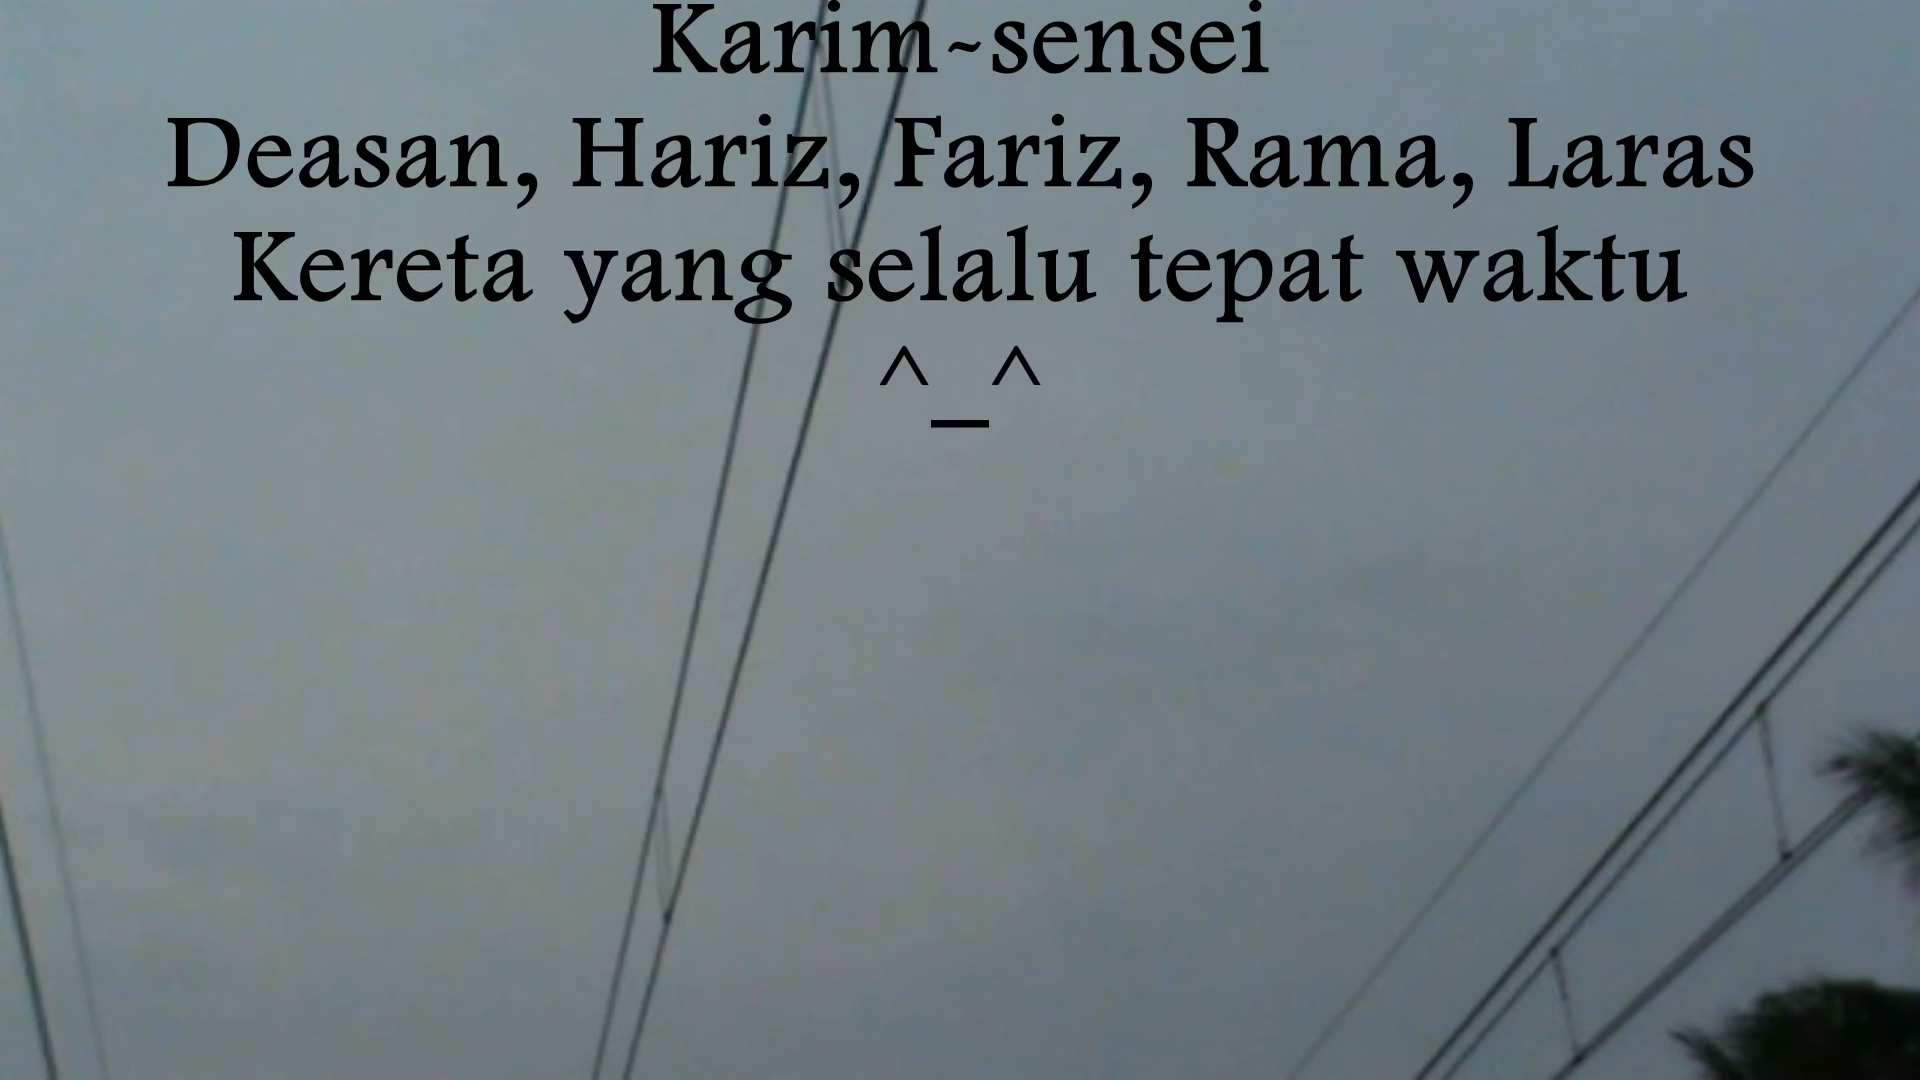 Karim-sensei
Deasan, Hariz, Fariz, Rama, Laras
Kereta yang selalu tepat waktu
^_^